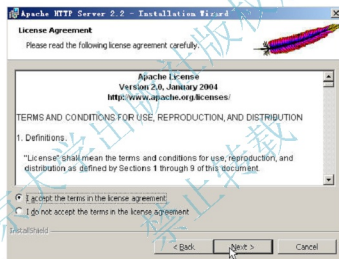 Apache HTTP Server 2.2 - Installation Wizard
License Agreement
Please read the following license agreement carefully.
Apache License
Version 2.0, January 2004
http://www.apache.org/licenses/
TERMS AND CONDITIONS FOR USE, REPRODUCTION, AND DISTRIBUTION
1. Definitions.
"License" shall mean the terms and conditions for use, reproduction, and
distribution as defined by Sections 1 through 9 of this document.
I accept the terms in the license agreement
I do not accept the terms in the license agreement
InstallShield
< Back
Next >
Cancel